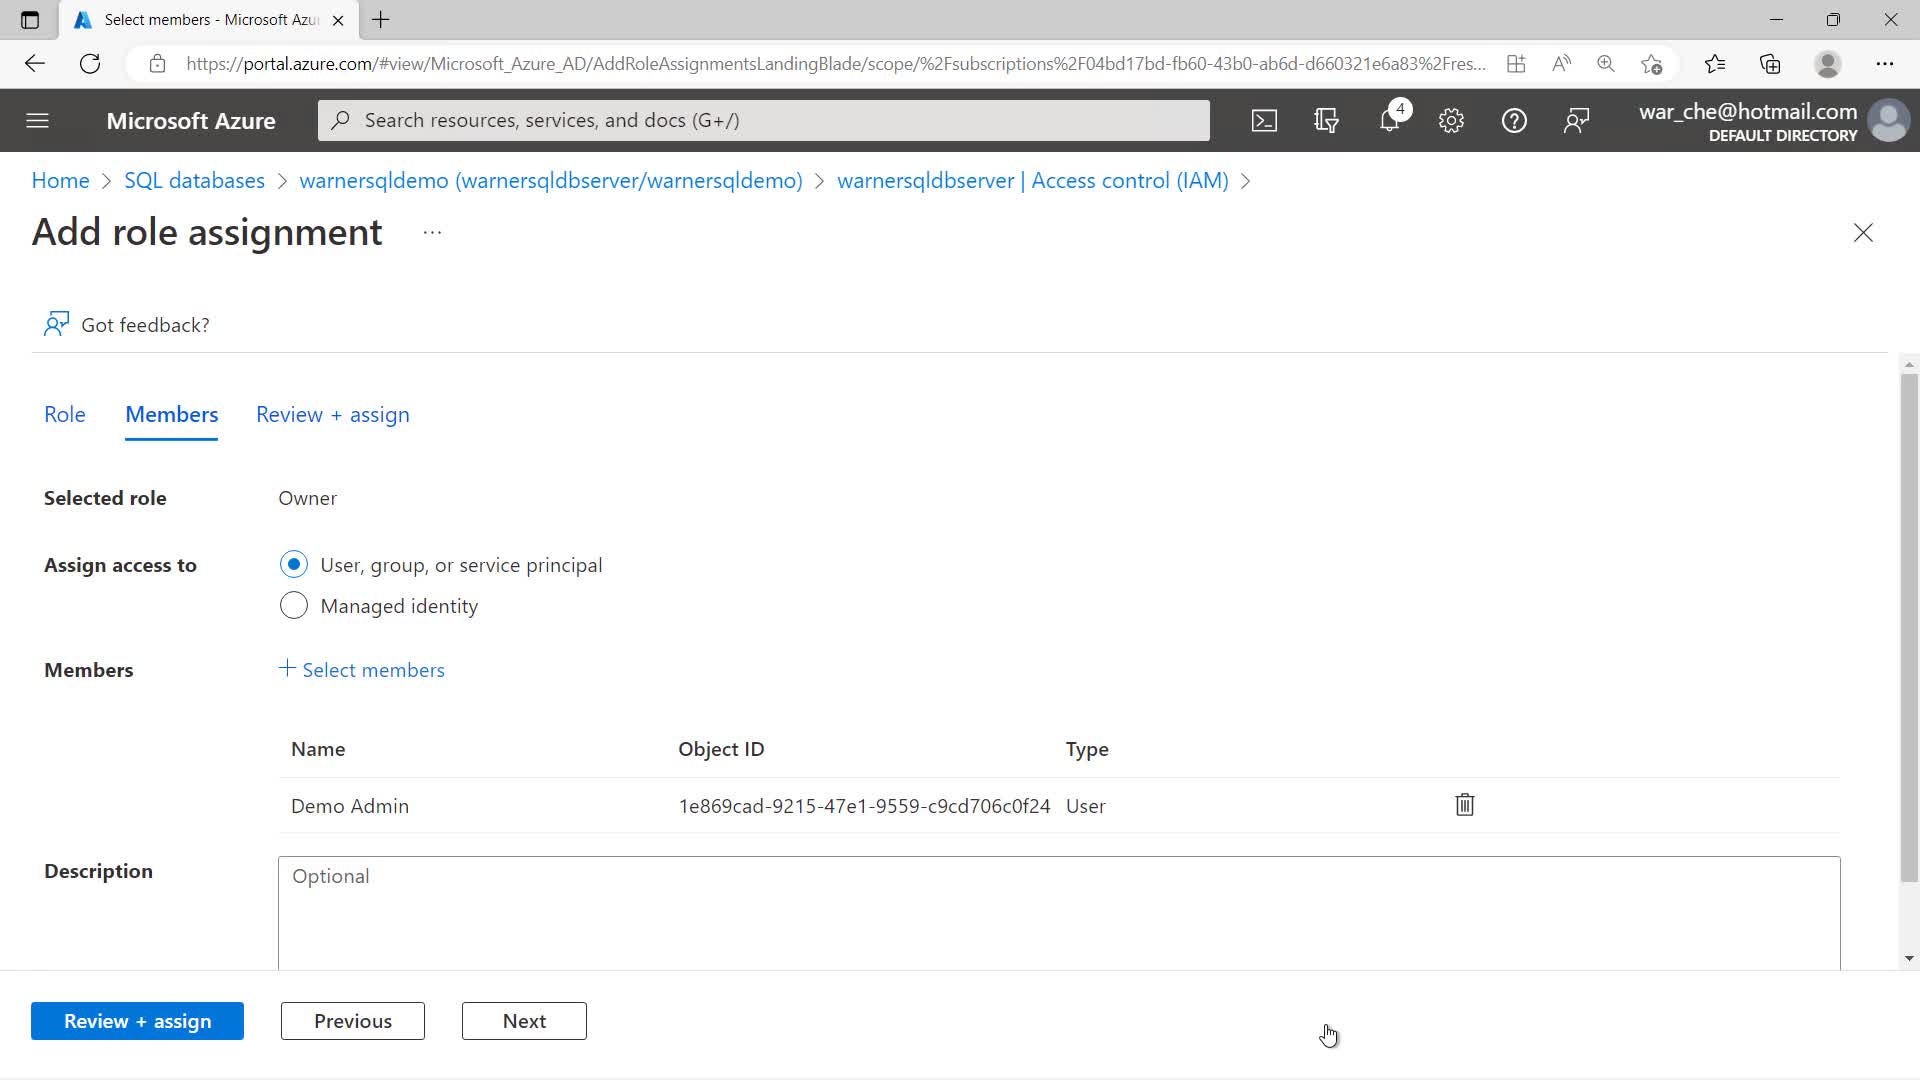 Select members - Microsoft Azu
https://portal.azure.com/#view/Microsoft_Azure_AD/AddRoleAssignmentsLandingBlade/scope/%2Fsubscriptions%2F04bd17bd-fb60-43b0-ab6d-d660321e6a83%2Fres...
Microsoft Azure
Search resources, services, and docs (G+/)
4
war_che@hotmail.com
DEFAULT DIRECTORY
Home > SQL databases > warnersqldemo (warnersqldbserver/warnersqldemo) > warnersqldbserver | Access control (IAM) >
Add role assignment ...
Got feedback?
Role Members Review + assign
Selected role Owner
Assign access to User, group, or service principal
Managed identity
Members + Select members
Name Object ID Type
Demo Admin 1e869cad-9215-47e1-9559-c9cd706c0f24 User
Description Optional
Review + assign Previous Next